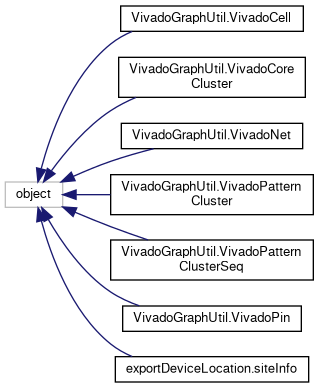 VivadoGraphUtil.VivadoCell
VivadoGraphUtil.VivadoCore
Cluster
VivadoGraphUtil.VivadoNet
object
VivadoGraphUtil.VivadoPattern
Cluster
VivadoGraphUtil.VivadoPattern
ClusterSeq
VivadoGraphUtil.VivadoPin
exportDeviceLocation.siteInfo